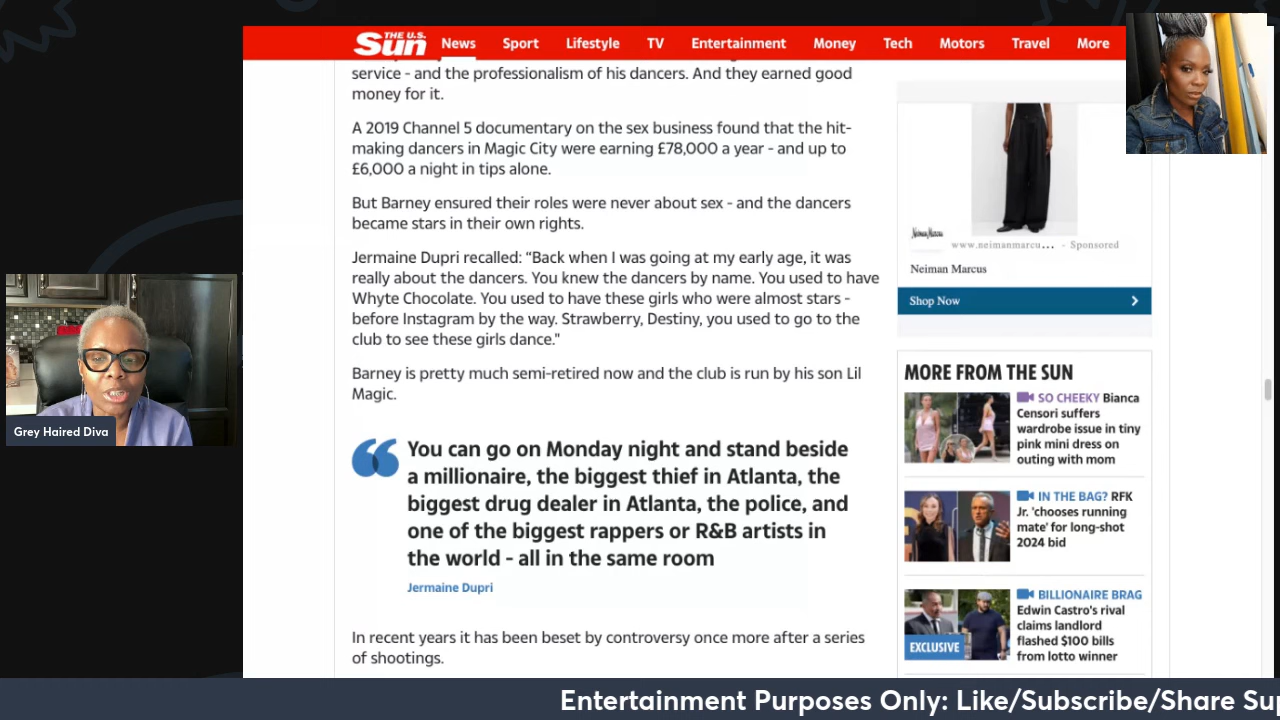 THE U.S.
Sun
News
Sport
Lifestyle
TV
Entertainment
Money
Tech
Motors
Travel
More
service - and the professionalism of his dancers. And they earned good
money for it.
A 2019 Channel 5 documentary on the sex business found that the hit-
making dancers in Magic City were earning £78,000 a year - and up to
£6,000 a night in tips alone.
But Barney ensured their roles were never about sex - and the dancers
became stars in their own rights.
Jermaine Dupri recalled: “Back when I was going at my early age, it was
really about the dancers. You knew the dancers by name. You used to have
Whyte Chocolate. You used to have these girls who were almost stars -
before Instagram by the way. Strawberry, Destiny, you used to go to the
club to see these girls dance."
Barney is pretty much semi-retired now and the club is run by his son Lil
Magic.
You can go on Monday night and stand beside
a millionaire, the biggest thief in Atlanta, the
biggest drug dealer in Atlanta, the police, and
one of the biggest rappers or R&B artists in
the world - all in the same room
Jermaine Dupri
In recent years it has been beset by controversy once more after a series
of shootings.
Neiman Marcus
www.neimanmarcu... - Sponsored
Neiman Marcus
Shop Now
MORE FROM THE SUN
SO CHEEKY Bianca
Censori suffers
wardrobe issue in tiny
pink mini dress on
outing with mom
IN THE BAG? RFK
Jr. 'chooses running
mate' for long-shot
2024 bid
BILLIONAIRE BRAG
Edwin Castro's rival
claims landlord
flashed $100 bills
from lotto winner
EXCLUSIVE
Grey Haired Diva
Entertainment Purposes Only: Like/Subscribe/Share Su